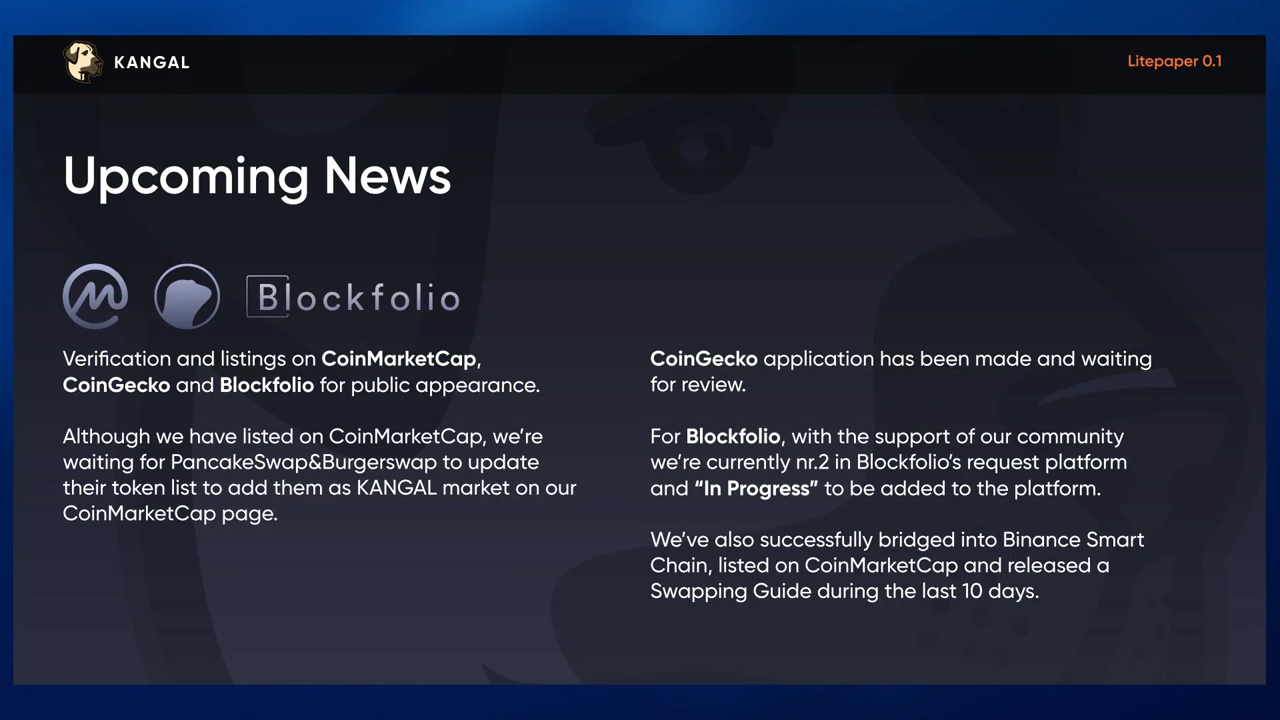 KANGAL
Litepaper 0.1
Upcoming News
Blockfolio
Verification and listings on CoinMarketCap,
CoinGecko and Blockfolio for public appearance.
Although we have listed on CoinMarketCap, we're
waiting for PancakeSwap&Burgerswap to update
their token list to add them as KANGAL market on our
CoinMarketCap page.
CoinGecko application has been made and waiting
for review.
For Blockfolio, with the support of our community
we're currently nr.2 in Blockfolio's request platform
and “In Progress” to be added to the platform.
We've also successfully bridged into Binance Smart
Chain, listed on CoinMarketCap and released a
Swapping Guide during the last 10 days.